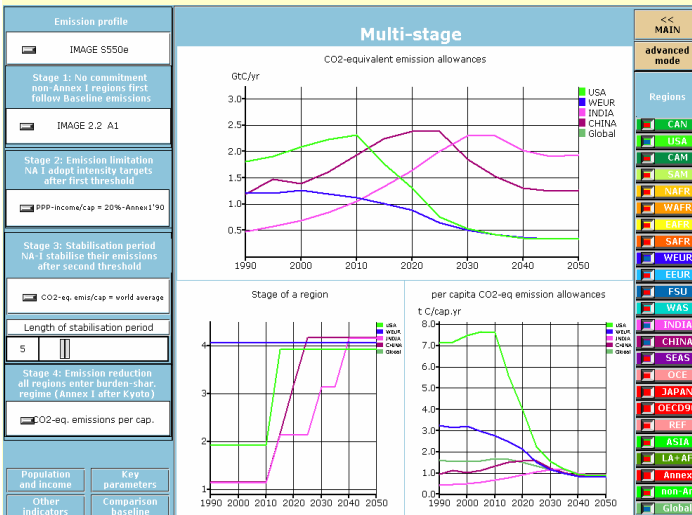 Emission profile
IMAGE S550e
Stage 1: No commitment
non-Annex I regions first
follow Baseline emissions
IMAGE 2.2 A1
Stage 2: Emission limitation
NA I adopt intensity targets
after first threshold
PPP-income/cap = 20%-Annex1'90
Stage 3: Stabilisation period
NA-I stabilise their emissions
after second threshold
CO2-eq. emis/cap = world average
Length of stabilisation period
5
Stage 4: Emission reduction
all regions enter burden-shar.
regime (Annex I after Kyoto)
CO2-eq. emissions per cap.
Population
and income
Key
parameters
Other
indicators
Comparison
baseline
Multi-stage
CO2-equivalent emission allowances
GtC/yr
3.0
2.5
2.0
1.5
1.0
0.5
1990
2000
2010
2020
2030
2040
2050
USA
WEUR
INDIA
CHINA
Global
Stage of a region
4
3
2
1
1990
2000
2010
2020
2030
2040
2050
USA
WEUR
INDIA
CHINA
Global
per capita CO2-eq emission allowances
t C/cap.yr
8.0
7.0
6.0
5.0
4.0
3.0
2.0
1.0
0.0
1990
2000
2010
2020
2030
2040
2050
USA
WEUR
INDIA
CHINA
Global
<<
MAIN
advanced
mode
Regions
CAN
USA
CAM
SAM
NAFR
WAFR
EAFR
SAFR
WEUR
EEUR
FSU
WAS
INDIA
CHINA
SEAS
OCE
JAPAN
OECD9
REF
ASIA
LA+AF
Annex
non-An
Global